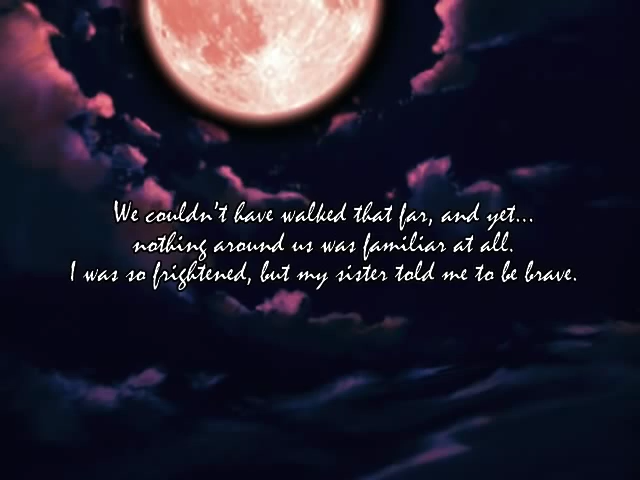 We couldn't have walked that far, and yet...
nothing around us was familiar at all.
I was so frightened, but my sister told me to be brave.